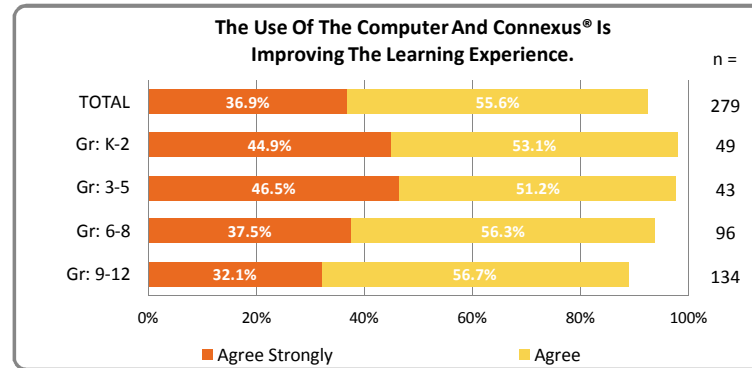 The Use Of The Computer And Connexus® Is
Improving The Learning Experience.
n =
TOTAL 36.9% 55.6% 279
Gr: K-2 44.9% 53.1% 49
Gr: 3-5 46.5% 51.2% 43
Gr: 6-8 37.5% 56.3% 96
Gr: 9-12 32.1% 56.7% 134
0% 20% 40% 60% 80% 100%
Agree Strongly Agree